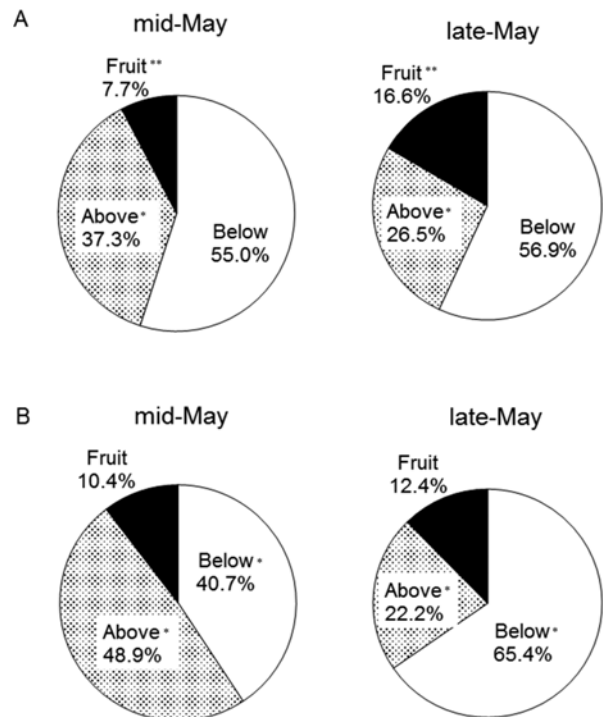 A
mid-May
late-May
Fruit**
7.7%
Above*
37.3%
Below
55.0%
Fruit**
16.6%
Above*
26.5%
Below
56.9%
B
mid-May
late-May
Fruit
10.4%
Below*
40.7%
Above*
48.9%
Fruit
12.4%
Above*
22.2%
Below*
65.4%